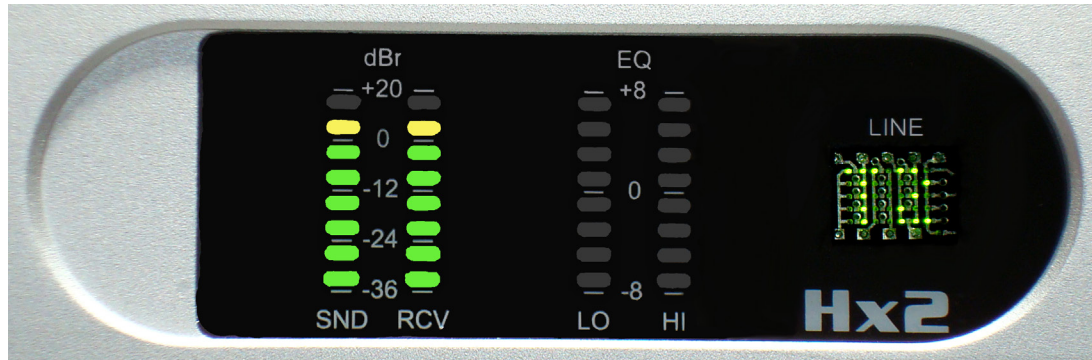 dBr
+20
0
-12
-24
-36
SND RCV
EQ
+8
0
-8
LO HI
LINE
Hx2